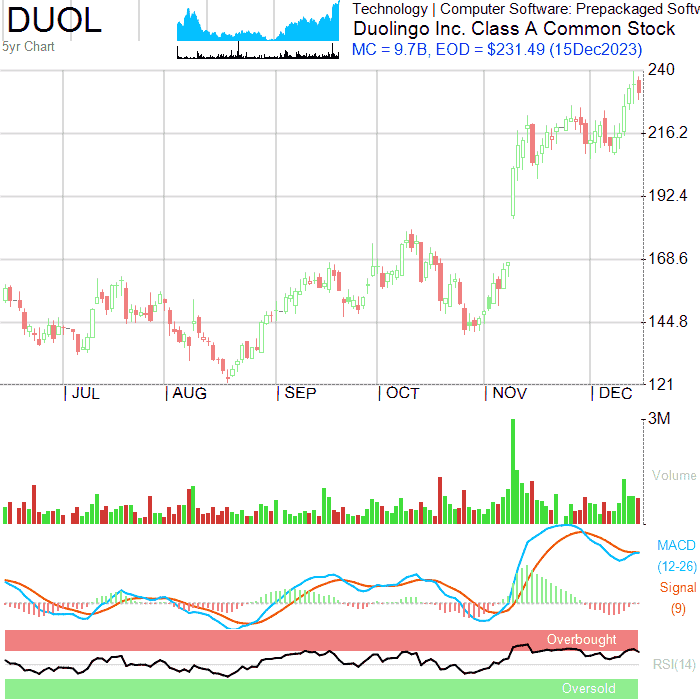 DUOL
5yr Chart
Technology | Computer Software: Prepackaged Softw
Duolingo Inc. Class A Common Stock
MC = 9.7B, EOD = $231.49 (15Dec2023)
240
216.2
192.4
168.6
144.8
121
JUL
AUG
SEP
OCT
NOV
DEC
3M
Volume
MACD
(12-26)
Signal
(9)
Overbought
RSI(14)
Oversold